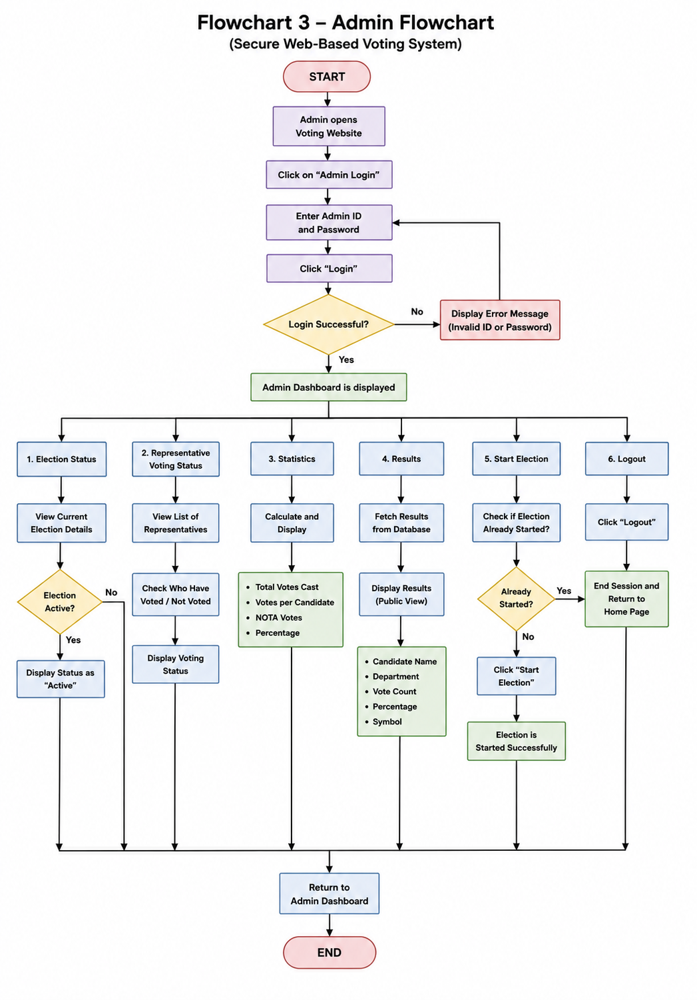 Flowchart 3 – Admin Flowchart
(Secure Web-Based Voting System)
START
Admin opens
Voting Website
Click on “Admin Login”
Enter Admin ID
and Password
Click “Login”
Login Successful?
No
Display Error Message
(Invalid ID or Password)
Yes
Admin Dashboard is displayed
1. Election Status
2. Representative
Voting Status
3. Statistics
4. Results
5. Start Election
6. Logout
View Current
Election Details
View List of
Representatives
Calculate and
Display
Fetch Results
from Database
Check if Election
Already Started?
Click “Logout”
Election
Active?
No
Yes
Display Status as
“Active”
Check Who Have
Voted / Not Voted
Display Voting
Status
• Total Votes Cast
• Votes per Candidate
• NOTA Votes
• Percentage
Display Results
(Public View)
• Candidate Name
• Department
• Vote Count
• Percentage
• Symbol
Already
Started?
Yes
No
Click “Start
Election”
Election is
Started Successfully
End Session and
Return to
Home Page
Return to
Admin Dashboard
END